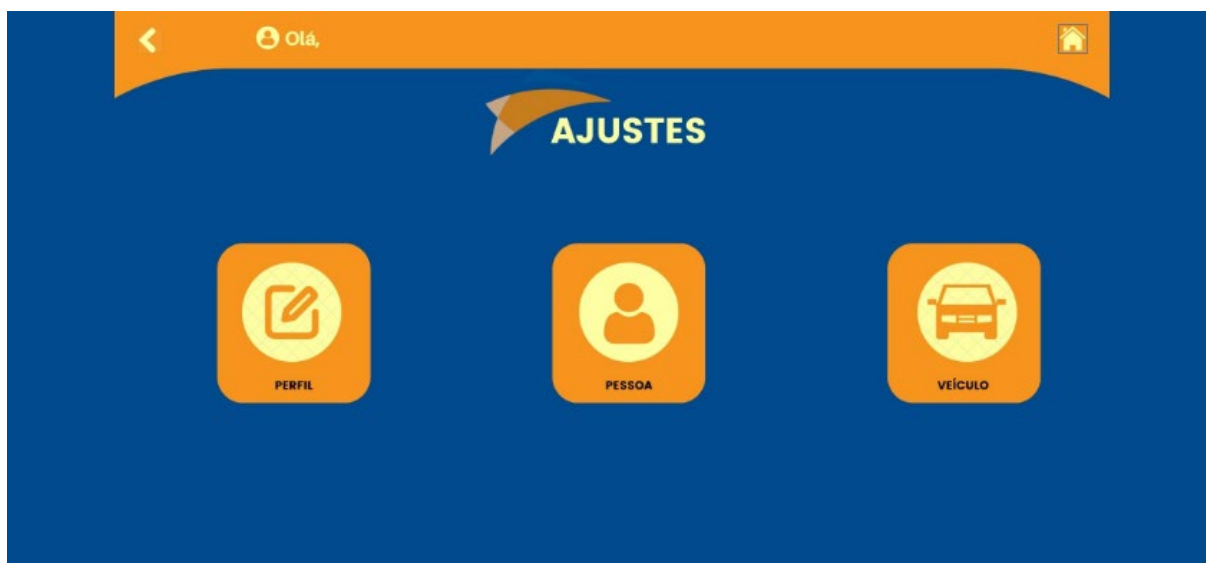 Olá,
AJUSTES
PERFIL
PESSOA
VEÍCULO